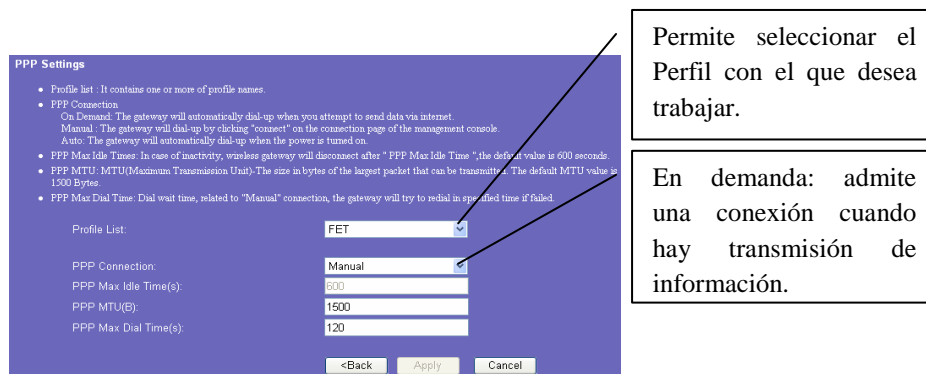 PPP Settings
Profile list : It contains one or more of profile names.
PPP Connection
On Demand: The gateway will automatically dial-up when you attempt to send data via internet.
Manual : The gateway will dial-up by clicking "connect" on the connection page of the management console.
Auto: The gateway will automatically dial-up when the power is turned on.
PPP Max Idle Times: In case of inactivity, wireless gateway will disconnect after " PPP Max Idle Time ",the default value is 600 seconds.
PPP MTU: MTU(Maximum Transmission Unit)-The size in bytes of the largest packet that can be transmitted. The default MTU value is
1500 Bytes.
PPP Max Dial Time: Dial wait time, related to "Manual" connection, the gateway will try to redial in specified time if failed.
Profile List: FET
PPP Connection: Manual
PPP Max Idle Time(s): 600
PPP MTU(B): 1500
PPP Max Dial Time(s): 120
<Back Apply Cancel
Permite seleccionar el
Perfil con el que desea
trabajar.
En demanda: admite
una conexión cuando
hay transmisión de
información.